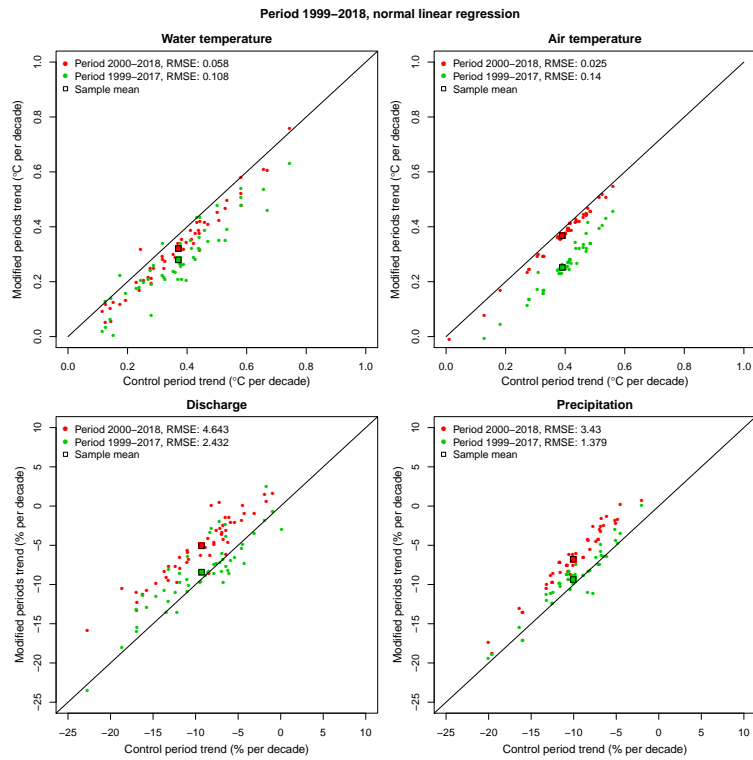 Period 1999–2018, normal linear regression
Water temperature
Period 2000–2018, RMSE: 0.058
Period 1999–2017, RMSE: 0.108
Sample mean
Modified periods trend (°C per decade)
0.0 0.2 0.4 0.6 0.8 1.0
0.0 0.2 0.4 0.6 0.8 1.0
Control period trend (°C per decade)
Air temperature
Period 2000–2018, RMSE: 0.025
Period 1999–2017, RMSE: 0.14
Sample mean
Modified periods trend (°C per decade)
0.0 0.2 0.4 0.6 0.8 1.0
0.0 0.2 0.4 0.6 0.8 1.0
Control period trend (°C per decade)
Discharge
Period 2000–2018, RMSE: 4.643
Period 1999–2017, RMSE: 2.432
Sample mean
Modified periods trend (% per decade)
−25 −20 −15 −10 −5 0 5 10
−25 −20 −15 −10 −5 0 5 10
Control period trend (% per decade)
Precipitation
Period 2000–2018, RMSE: 3.43
Period 1999–2017, RMSE: 1.379
Sample mean
Modified periods trend (% per decade)
−25 −20 −15 −10 −5 0 5 10
−25 −20 −15 −10 −5 0 5 10
Control period trend (% per decade)